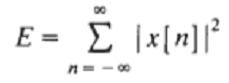 E = ∑_{n=-∞}^{∞} |x[n]|²